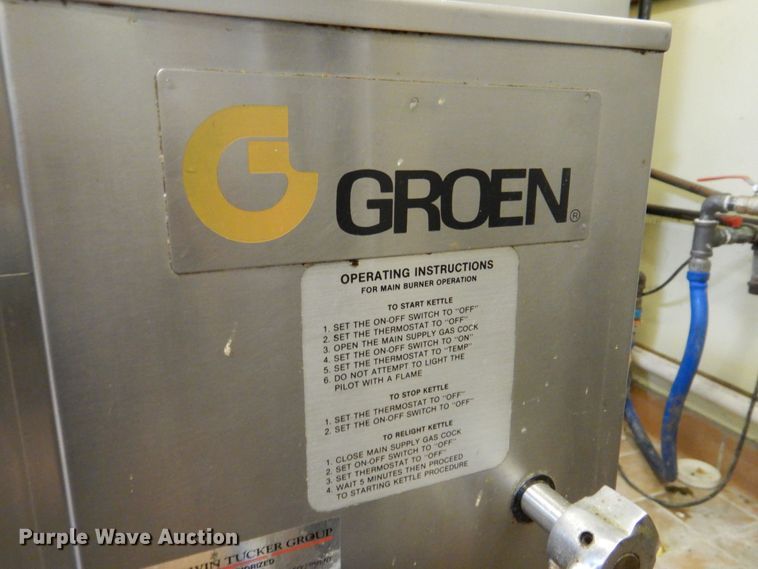 GROEN®
OPERATING INSTRUCTIONS
FOR MAIN BURNER OPERATION
TO START KETTLE
1. SET THE ON-OFF SWITCH TO "OFF"
2. SET THE THERMOSTAT TO "OFF"
3. OPEN THE MAIN SUPPLY GAS COCK
4. SET THE ON-OFF SWITCH TO "ON"
5. SET THE THERMOSTAT TO "TEMP"
6. DO NOT ATTEMPT TO LIGHT THE
PILOT WITH A FLAME
TO STOP KETTLE
1. SET THE THERMOSTAT TO "OFF"
2. SET THE ON-OFF SWITCH TO "OFF"
TO RELIGHT KETTLE
1. CLOSE MAIN SUPPLY GAS COCK
2. SET ON-OFF SWITCH TO "OFF"
3. SET THERMOSTAT TO "OFF"
4. WAIT 5 MINUTES THEN PROCEED
TO STARTING KETTLE PROCEDURE
Purple Wave Auction
TUCKER GROUP